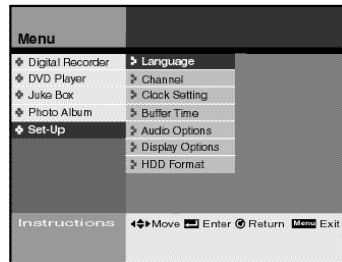 Menu
Digital Recorder
DVD Player
Juke Box
Photo Album
Set-Up
Language
Channel
Clock Setting
Buffer Time
Audio Options
Display Options
HDD Format
Instructions
Move Enter Return Menu Exit